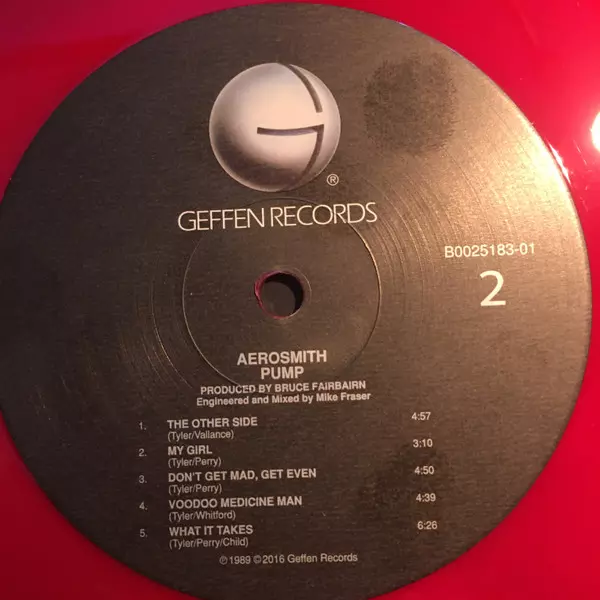 G
®
GEFFEN RECORDS
B0025183-01
2
AEROSMITH
PUMP
PRODUCED BY BRUCE FAIRBAIRN
Engineered and Mixed by Mike Fraser
1. THE OTHER SIDE 4:57
(Tyler/Vallance)
2. MY GIRL 3:10
(Tyler/Perry)
3. DON'T GET MAD, GET EVEN 4:50
(Tyler/Perry)
4. VOODOO MEDICINE MAN 4:39
(Tyler/Whitford)
5. WHAT IT TAKES 6:26
(Tyler/Perry/Child)
℗ 1989 © 2016 Geffen Records